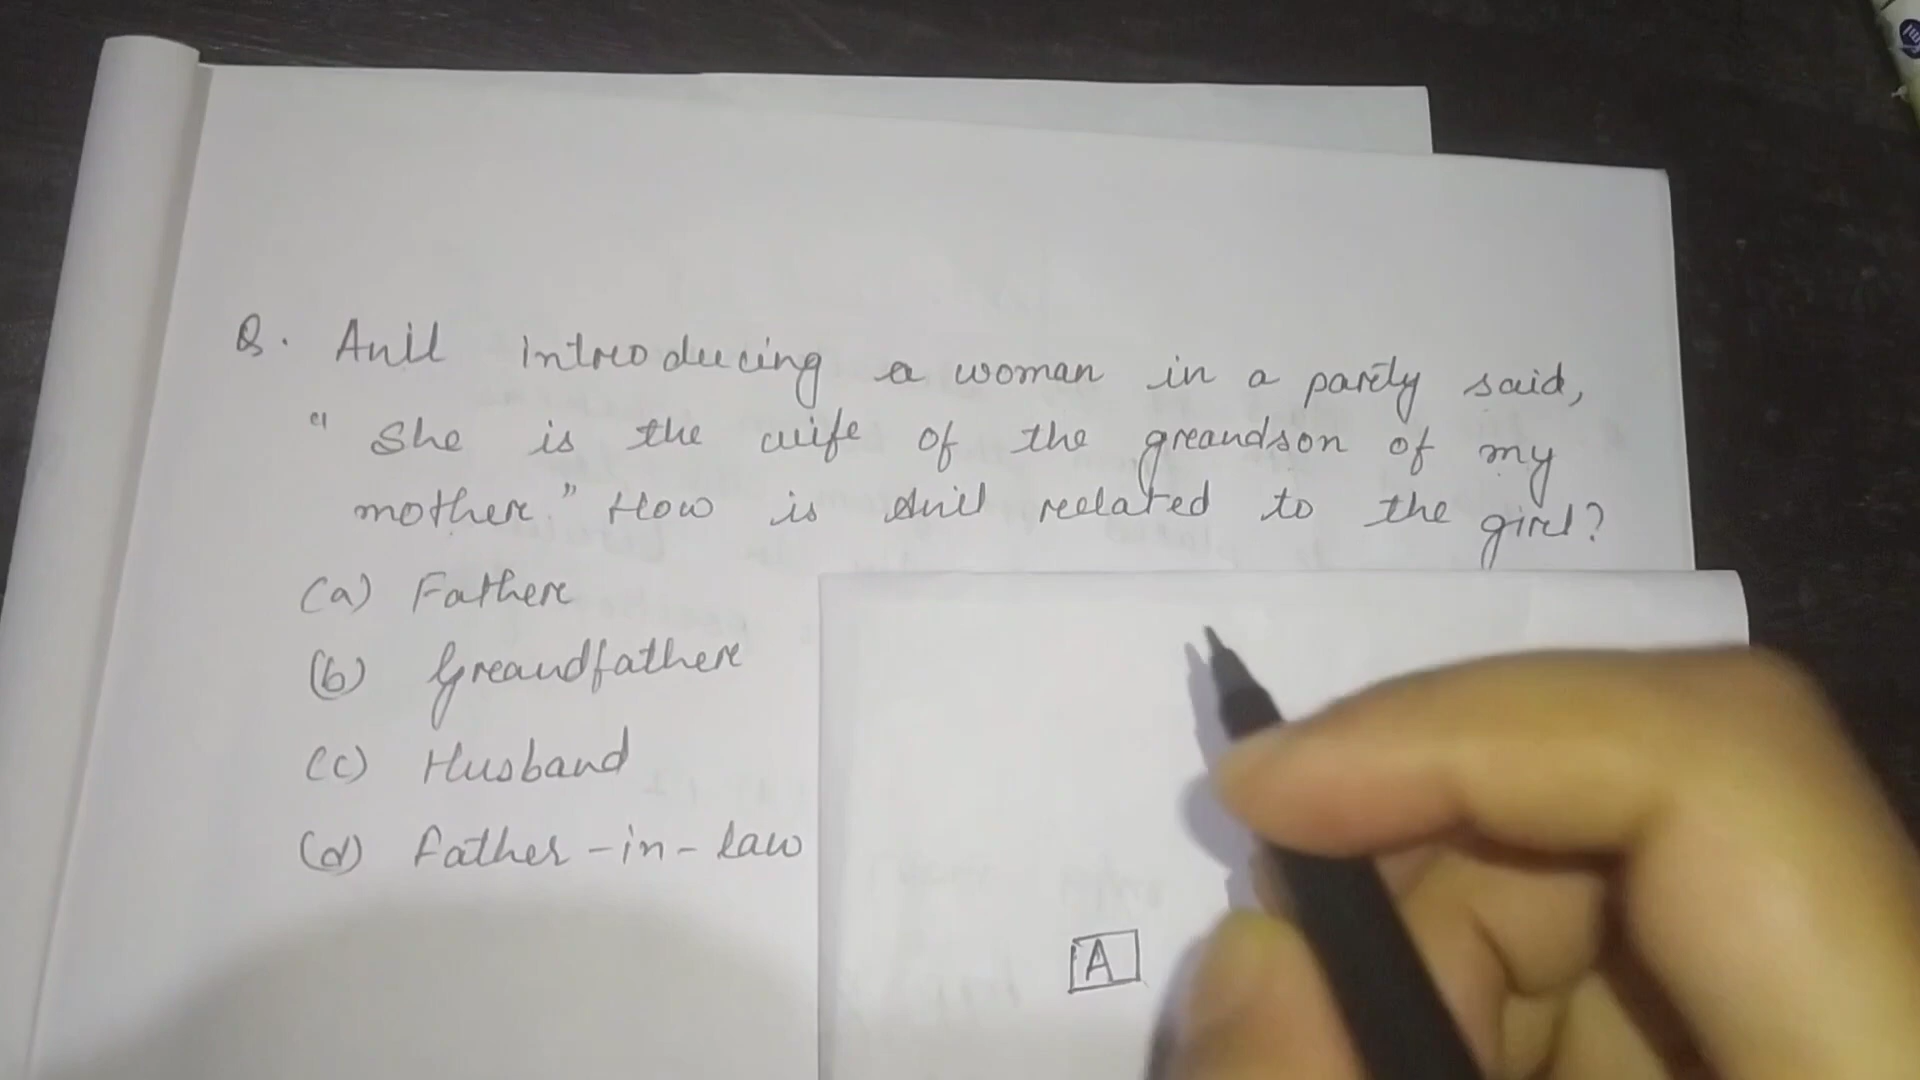 Q. Anil introducing a woman in a party said,
" She is the wife of the grandson of my
mother." How is Anil related to the girl?
(a) Father
(b) Grandfather
(c) Husband
(d) Father-in-law
A